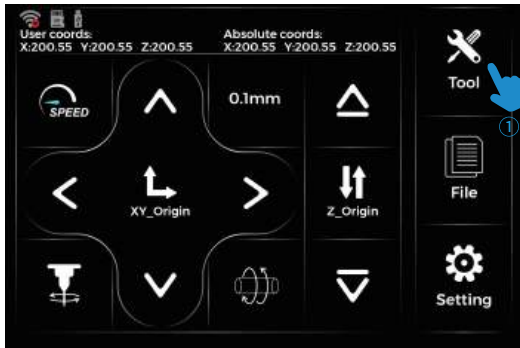 User coords:
X:200.55 Y:200.55 Z:200.55
Absolute coords:
X:200.55 Y:200.55 Z:200.55
SPEED
0.1mm
XY_Origin
Z_Origin
Tool
①
File
Setting